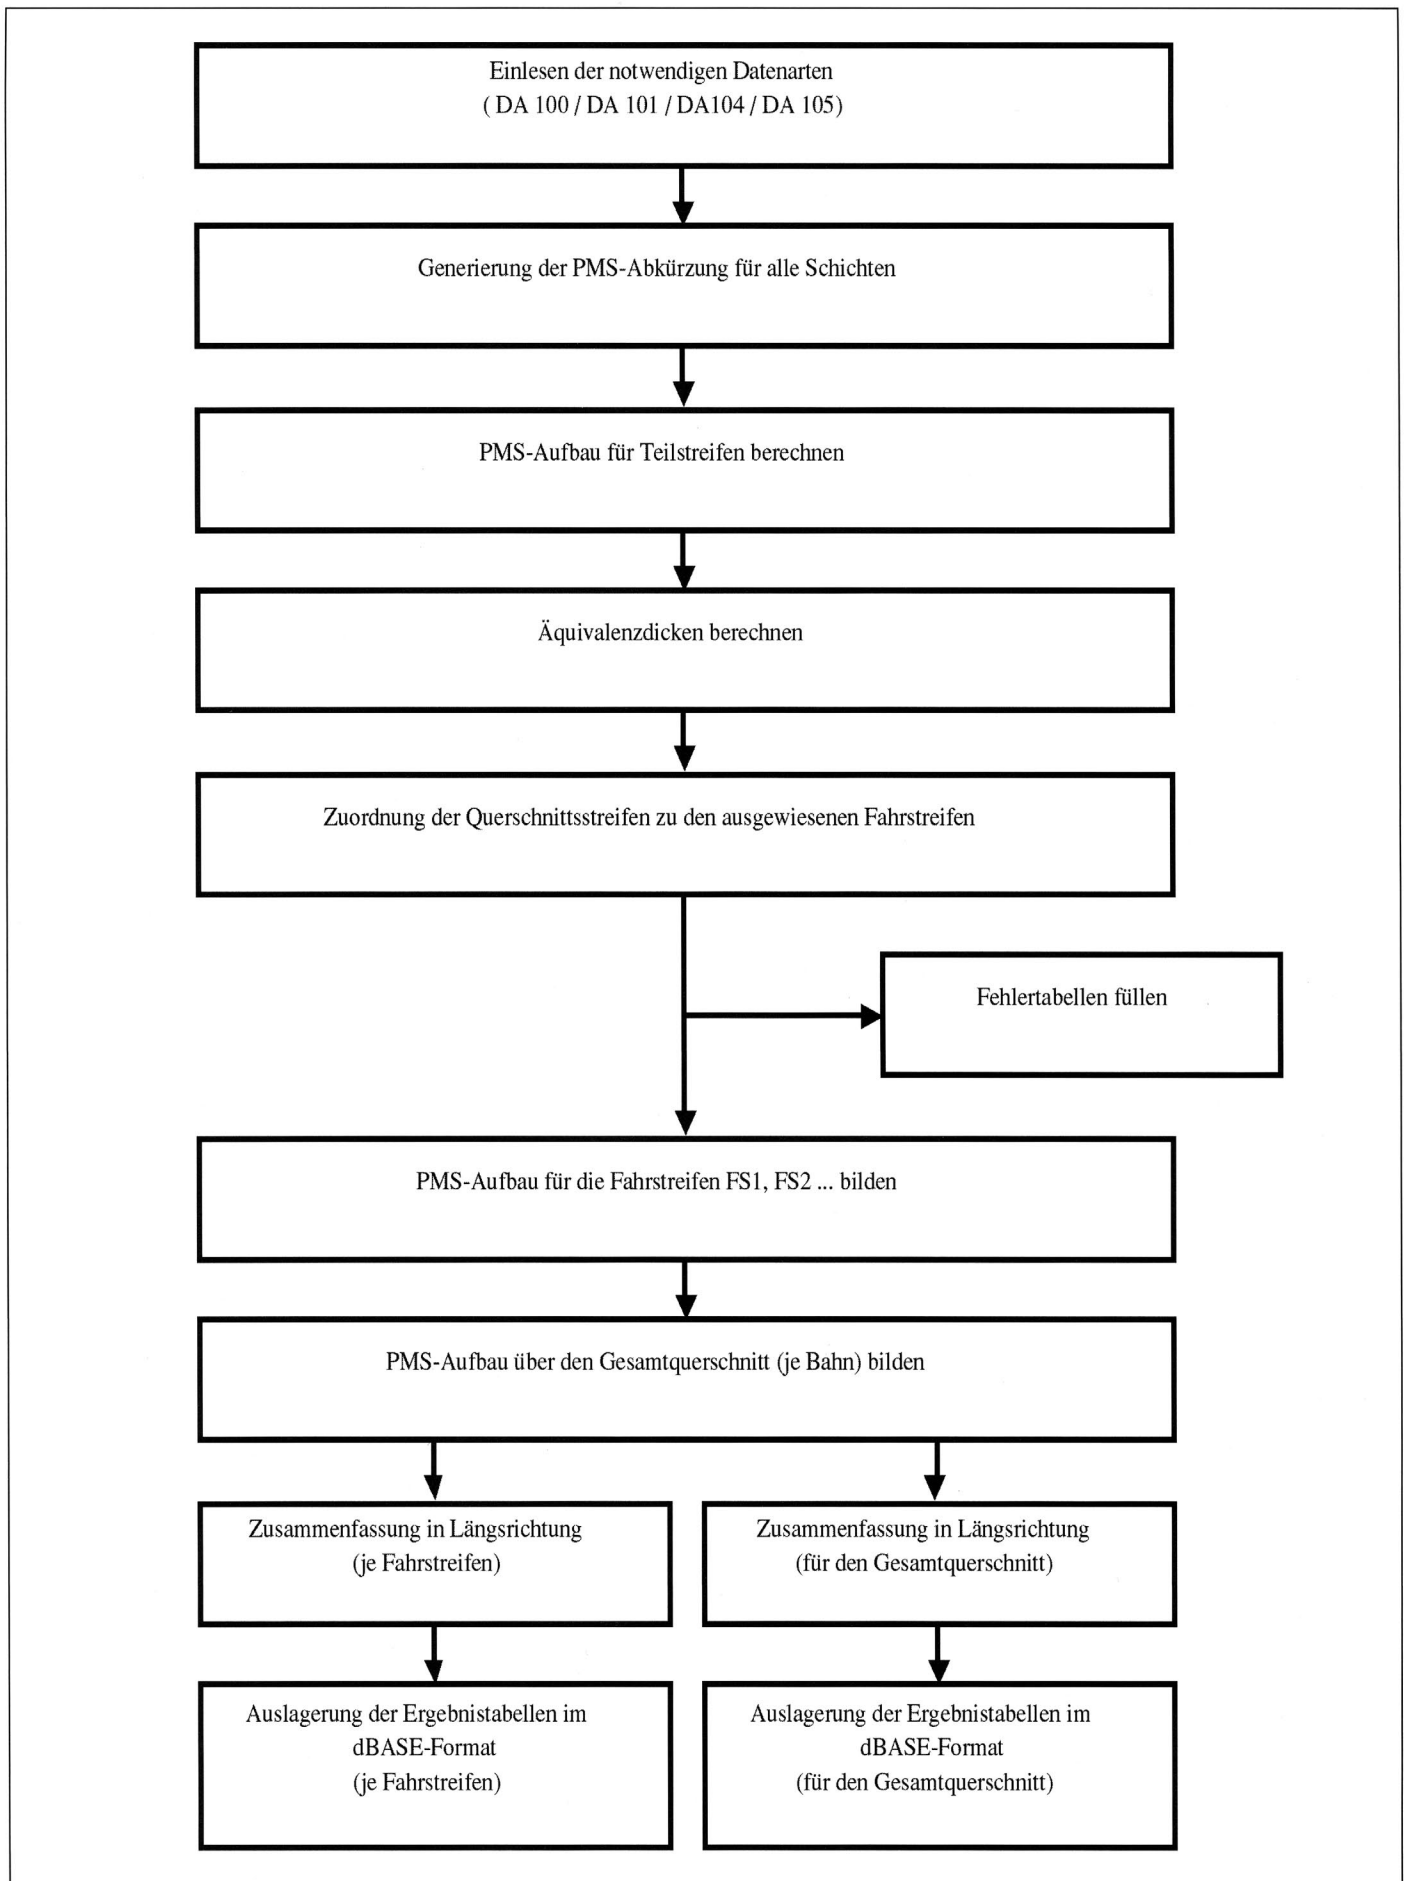 Einlesen der notwendigen Datenarten
( DA 100 / DA 101 / DA104 / DA 105)
Generierung der PMS-Abkürzung für alle Schichten
PMS-Aufbau für Teilstreifen berechnen
Äquivalenzdicken berechnen
Zuordnung der Querschnittsstreifen zu den ausgewiesenen Fahrstreifen
Fehlertabellen füllen
PMS-Aufbau für die Fahrstreifen FS1, FS2 ... bilden
PMS-Aufbau über den Gesamtquerschnitt (je Bahn) bilden
Zusammenfassung in Längsrichtung
(je Fahrstreifen)
Zusammenfassung in Längsrichtung
(für den Gesamtquerschnitt)
Auslagerung der Ergebnistabellen im
dBASE-Format
(je Fahrstreifen)
Auslagerung der Ergebnistabellen im
dBASE-Format
(für den Gesamtquerschnitt)